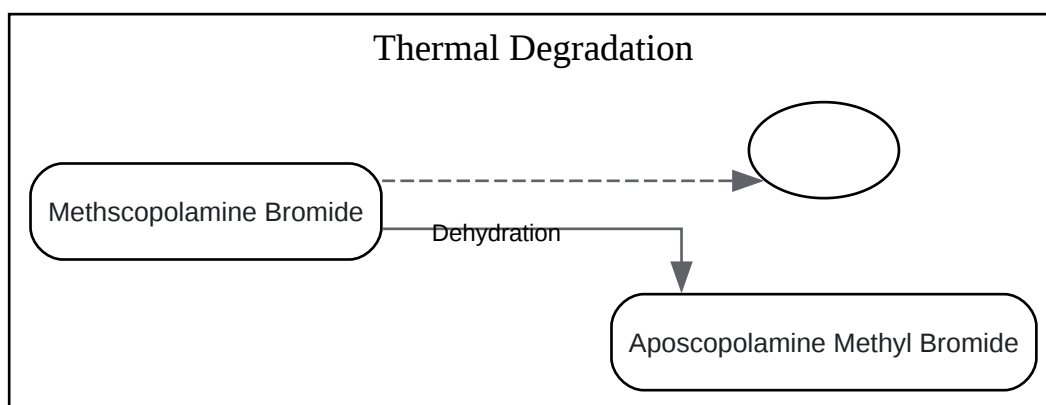 Thermal Degradation
Methscopolamine Bromide
Dehydration
Aposcopolamine Methyl Bromide